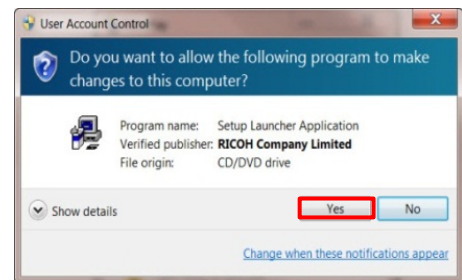 User Account Control
Do you want to allow the following program to make
changes to this computer?
Program name: Setup Launcher Application
Verified publisher: RICOH Company Limited
File origin: CD/DVD drive
Show details Yes No
Change when these notifications appear